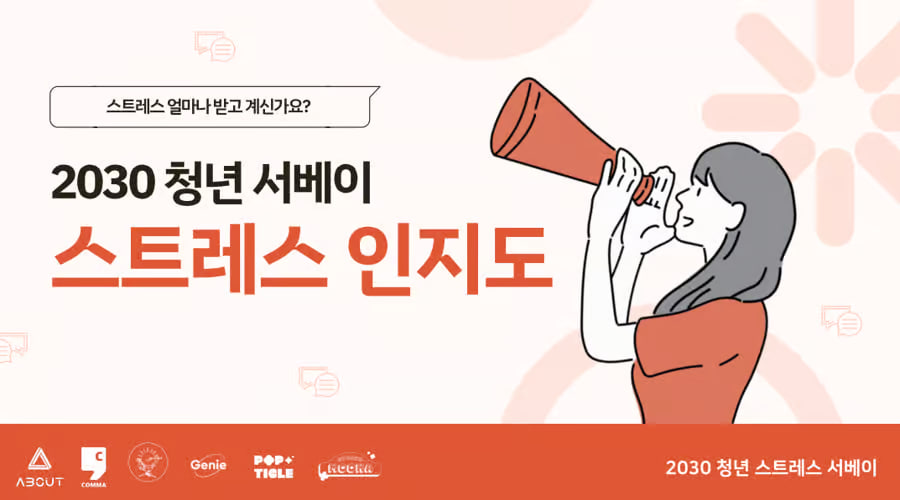 스트레스 얼마나 받고 계신가요?
2030 청년 서베이
스트레스 인지도
ABOUT
C
COMMA
Genie
POP+
TICLE
MOCHA
2030 청년 스트레스 서베이